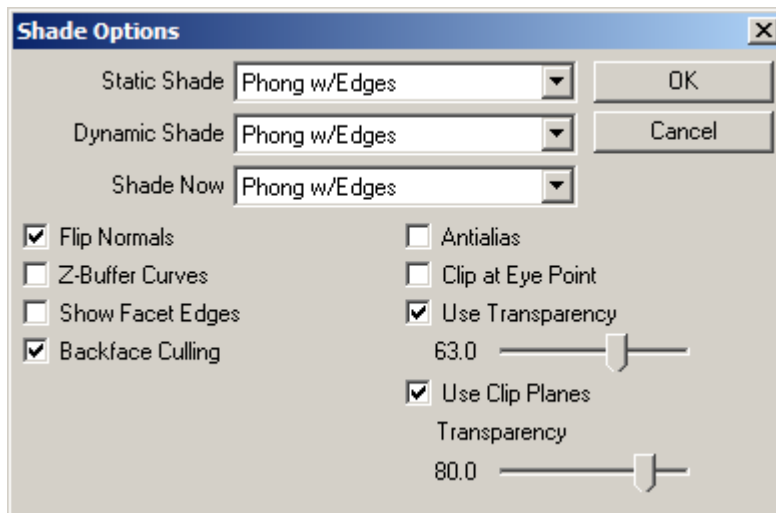 Shade Options
Static Shade Phong w/Edges OK
Dynamic Shade Phong w/Edges Cancel
Shade Now Phong w/Edges
Flip Normals Antialias
Z-Buffer Curves Clip at Eye Point
Show Facet Edges Use Transparency
Backface Culling 63.0
Use Clip Planes
Transparency
80.0